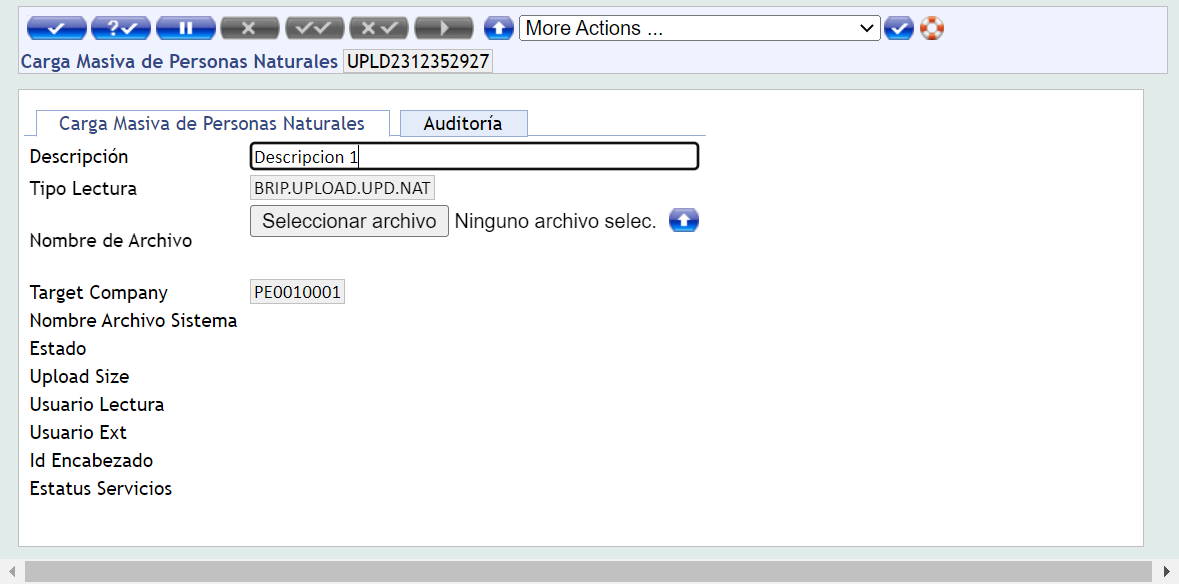 More Actions ...
Carga Masiva de Personas Naturales UPLD2312352927
Carga Masiva de Personas Naturales Auditoría
Descripción Descripcion 1
Tipo Lectura BRIP.UPLOAD.UPD.NAT
Seleccionar archivo Ninguno archivo selec.
Nombre de Archivo
Target Company PE0010001
Nombre Archivo Sistema
Estado
Upload Size
Usuario Lectura
Usuario Ext
Id Encabezado
Estatus Servicios